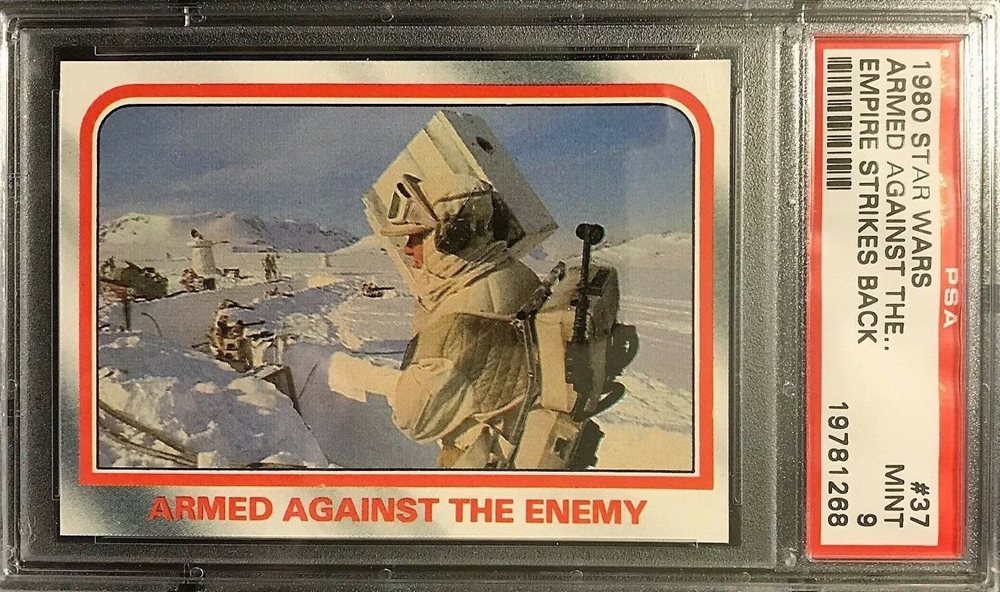 ARMED AGAINST THE ENEMY
1980 STAR WARS
ARMED AGAINST THE..
EMPIRE STRIKES BACK
#37
MINT
9
19781268
PSA